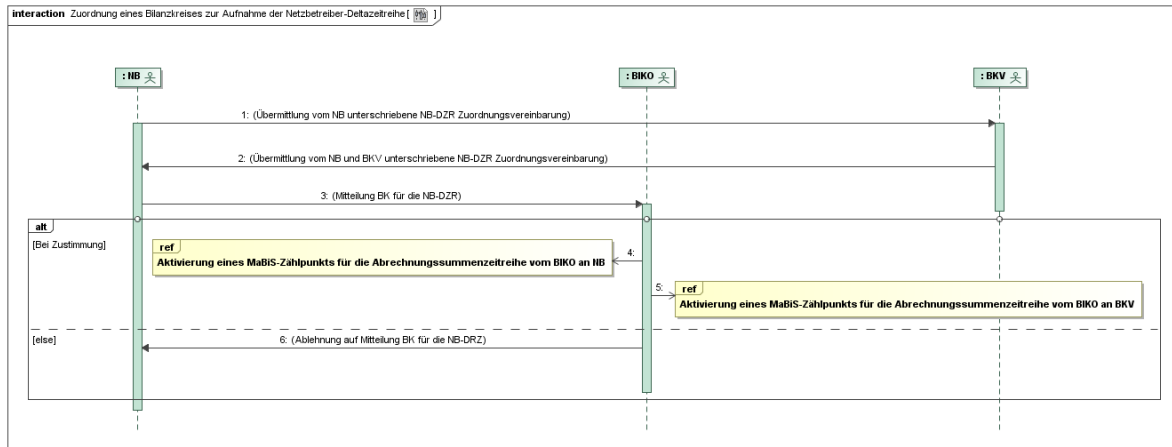 interaction Zuordnung eines Bilanzkreises zur Aufnahme der Netzbetreiber-Deltazeitreihe[ ]
: NB
: BIKO
: BKV
1: (Übermittlung vom NB unterschriebene NB-DZR Zuordnungsvereinbarung)
2: (Übermittlung vom NB und BKV unterschriebene NB-DZR Zuordnungsvereinbarung)
3: (Mitteilung BK für die NB-DZR)
alt
[Bei Zustimmung]
ref
4:
Aktivierung eines MaBiS-Zählpunkts für die Abrechnungssummenzeitreihe vom BIKO an NB
5:
ref
Aktivierung eines MaBiS-Zählpunkts für die Abrechnungssummenzeitreihe vom BIKO an BKV
[else]
6: (Ablehnung auf Mitteilung BK für die NB-DRZ)